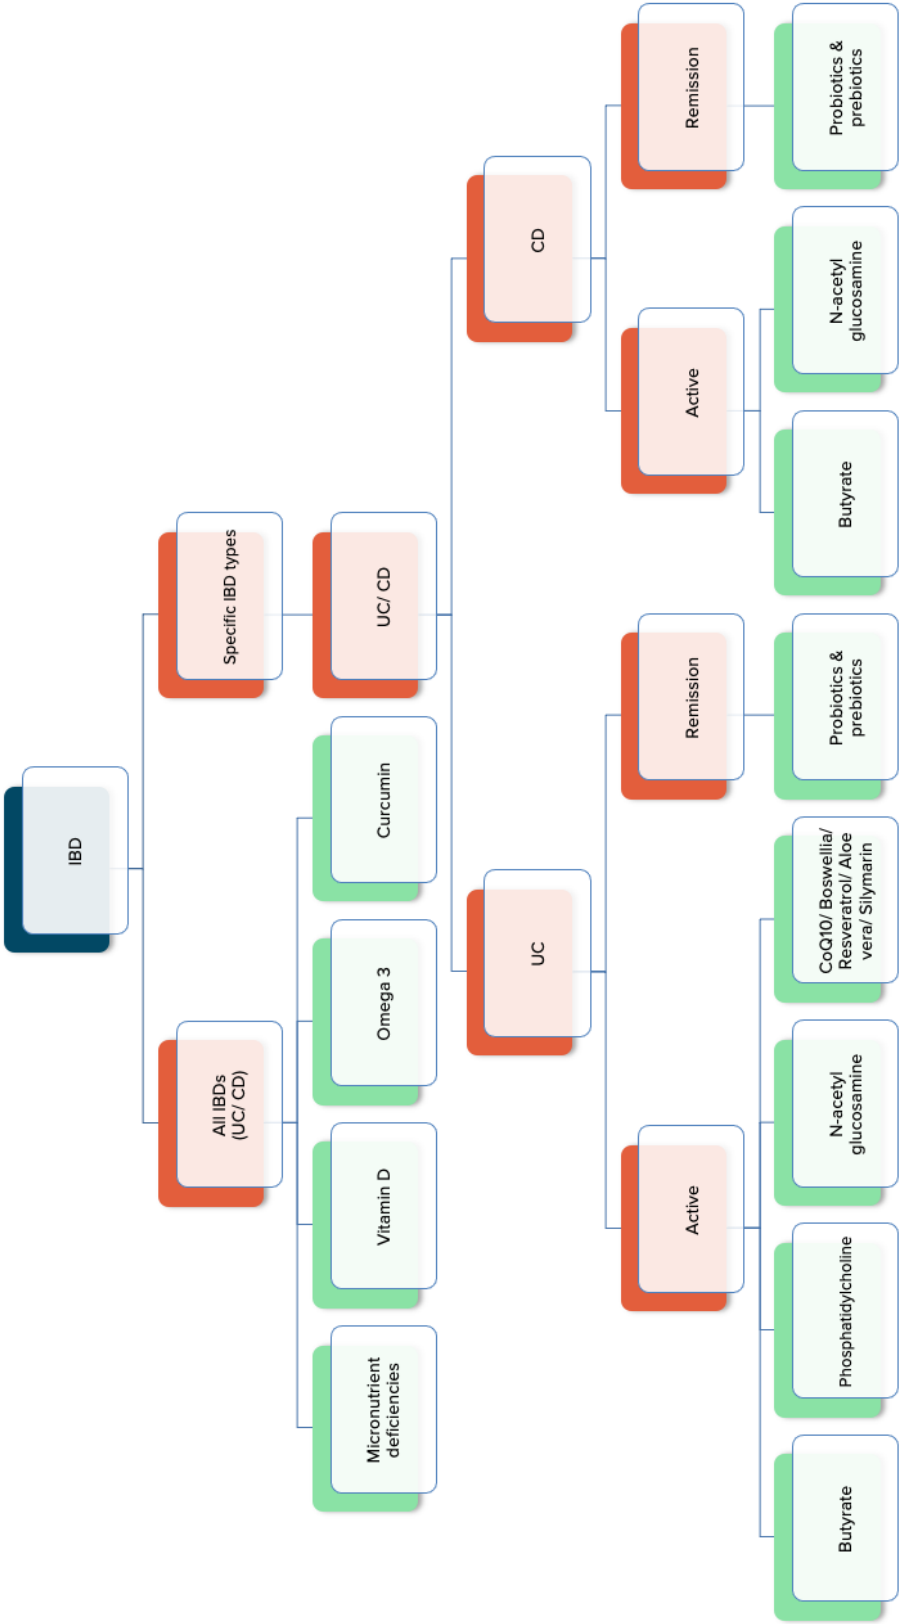 IBD
All IBDs
(UC/ CD)
Specific IBD types
Micronutrient
deficiencies
Vitamin D
Omega 3
Curcumin
UC/ CD
UC
CD
Active
Remission
Active
Remission
Butyrate
Phosphatidylcholine
N-acetyl
glucosamine
CoQ10/ Boswellia/
Resveratrol/ Aloe
vera/ Silymarin
Probiotics &
prebiotics
Butyrate
N-acetyl
glucosamine
Probiotics &
prebiotics